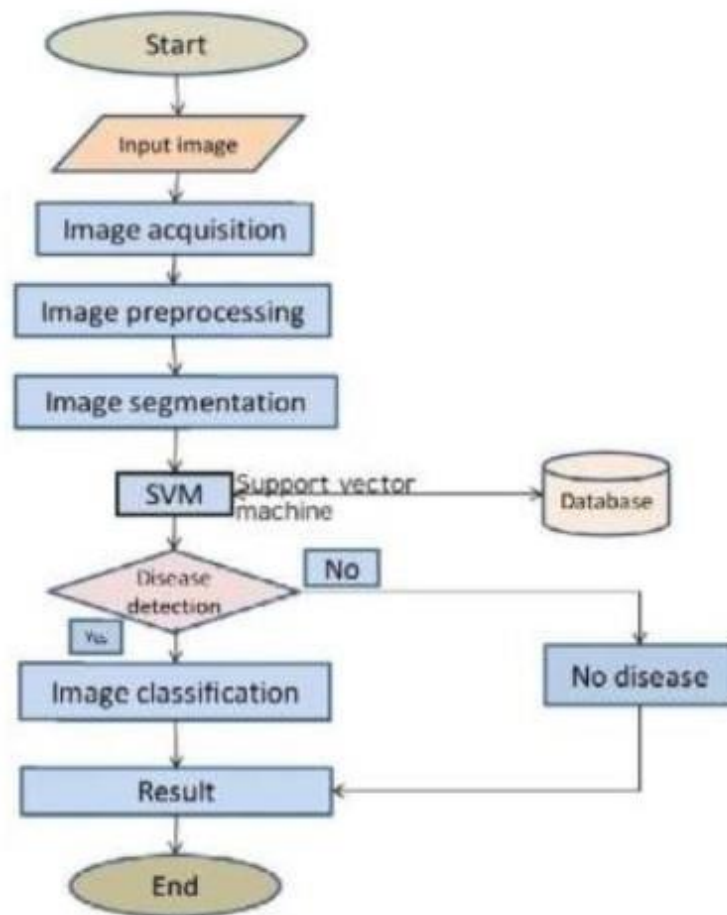 Start
Input image
Image acquisition
Image preprocessing
Image segmentation
SVM
Support vector
machine
Database
Disease
detection
No
Yes
Image classification
No disease
Result
End